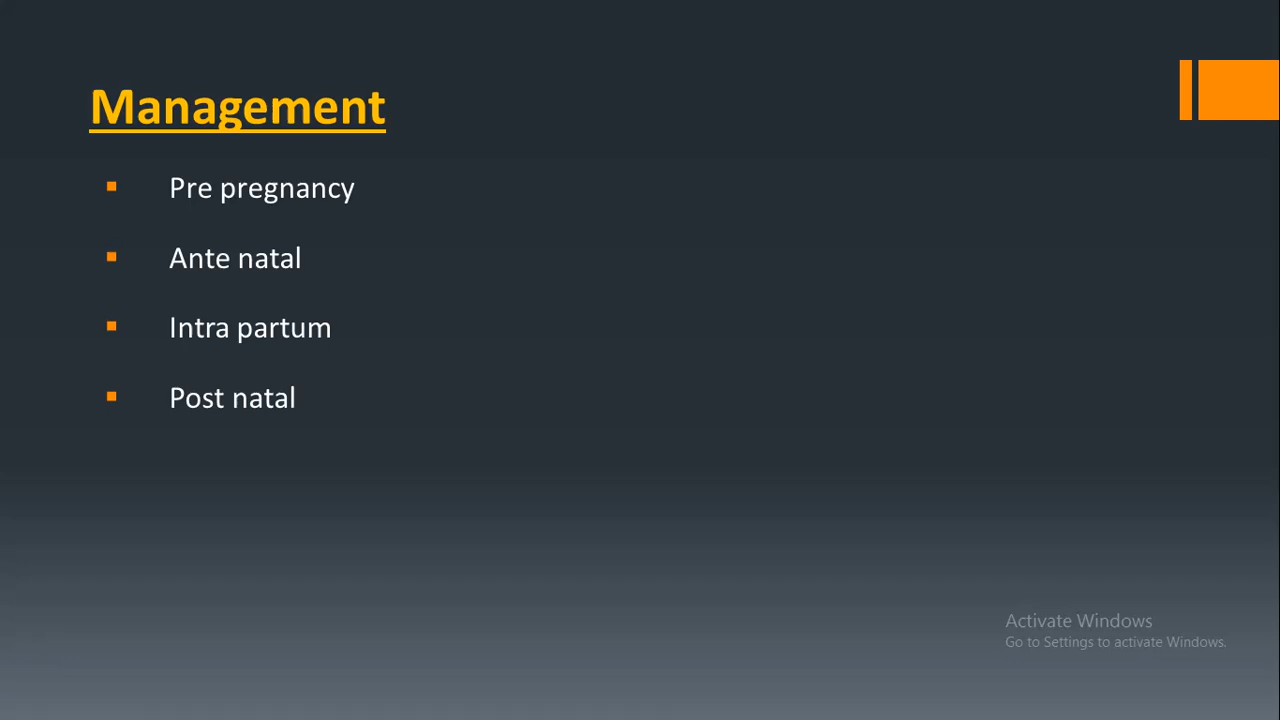 Management
Pre pregnancy
Ante natal
Intra partum
Post natal
Activate Windows
Go to Settings to activate Windows.